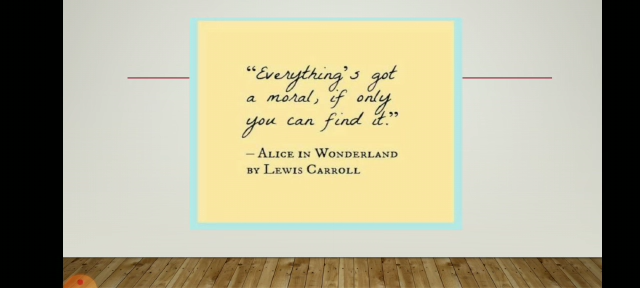 “Everything’s got
a moral, if only
you can find it.”
– Alice in Wonderland
by Lewis Carroll